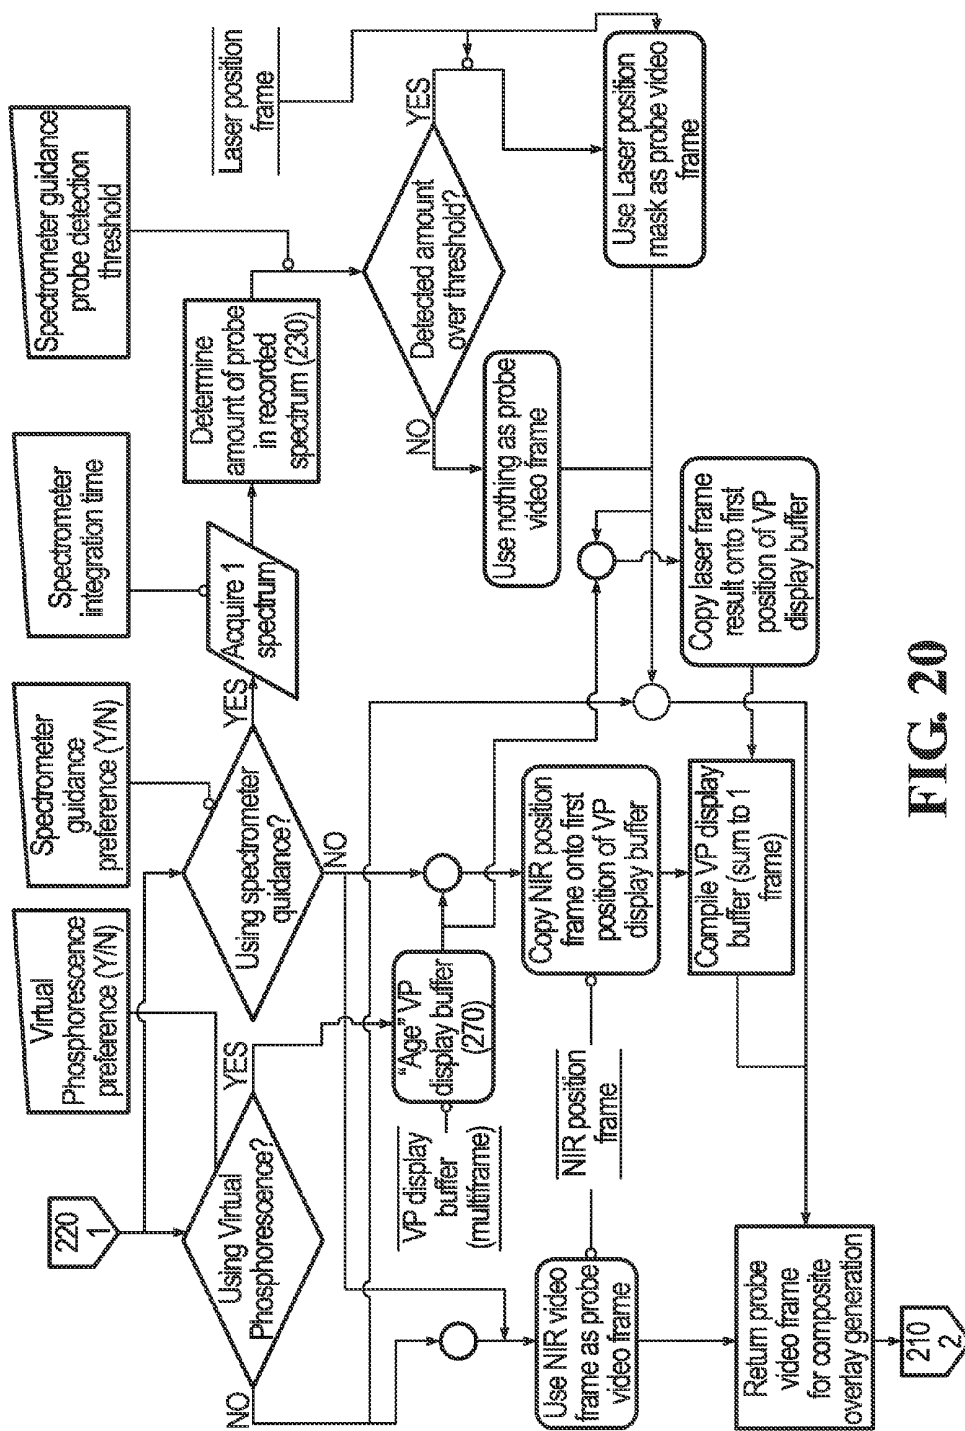 220
1
Virtual
Phosphorescence
preference (Y/N)
Spectrometer
guidance
preference (Y/N)
Spectrometer
integration time
Spectrometer guidance
probe detection
threshold
Using Virtual
Phosphorescence?
YES
NO
Using spectrometer
quidance?
YES
NO
Acquire 1
spectrum
Determine
amount of probe
in recorded
spectrum (230)
Laser position
frame
Detected amount
over threshold?
YES
NO
VP display
buffer
(multiframe)
"Age" VP
display buffer
(270)
Use nothing as probe
video frame
Use Laser position
mask as probe video
frame
Use NIR video
frame as probe
video frame
NIR position
frame
Copy NIR position
frame onto first
position of VP
display buffer
Copy laser frame
result onto first
position of VP
display buffer
Compile VP display
buffer (sum to 1
frame)
Return probe
video frame
for composite
overlay generation
210
2
FIG. 20